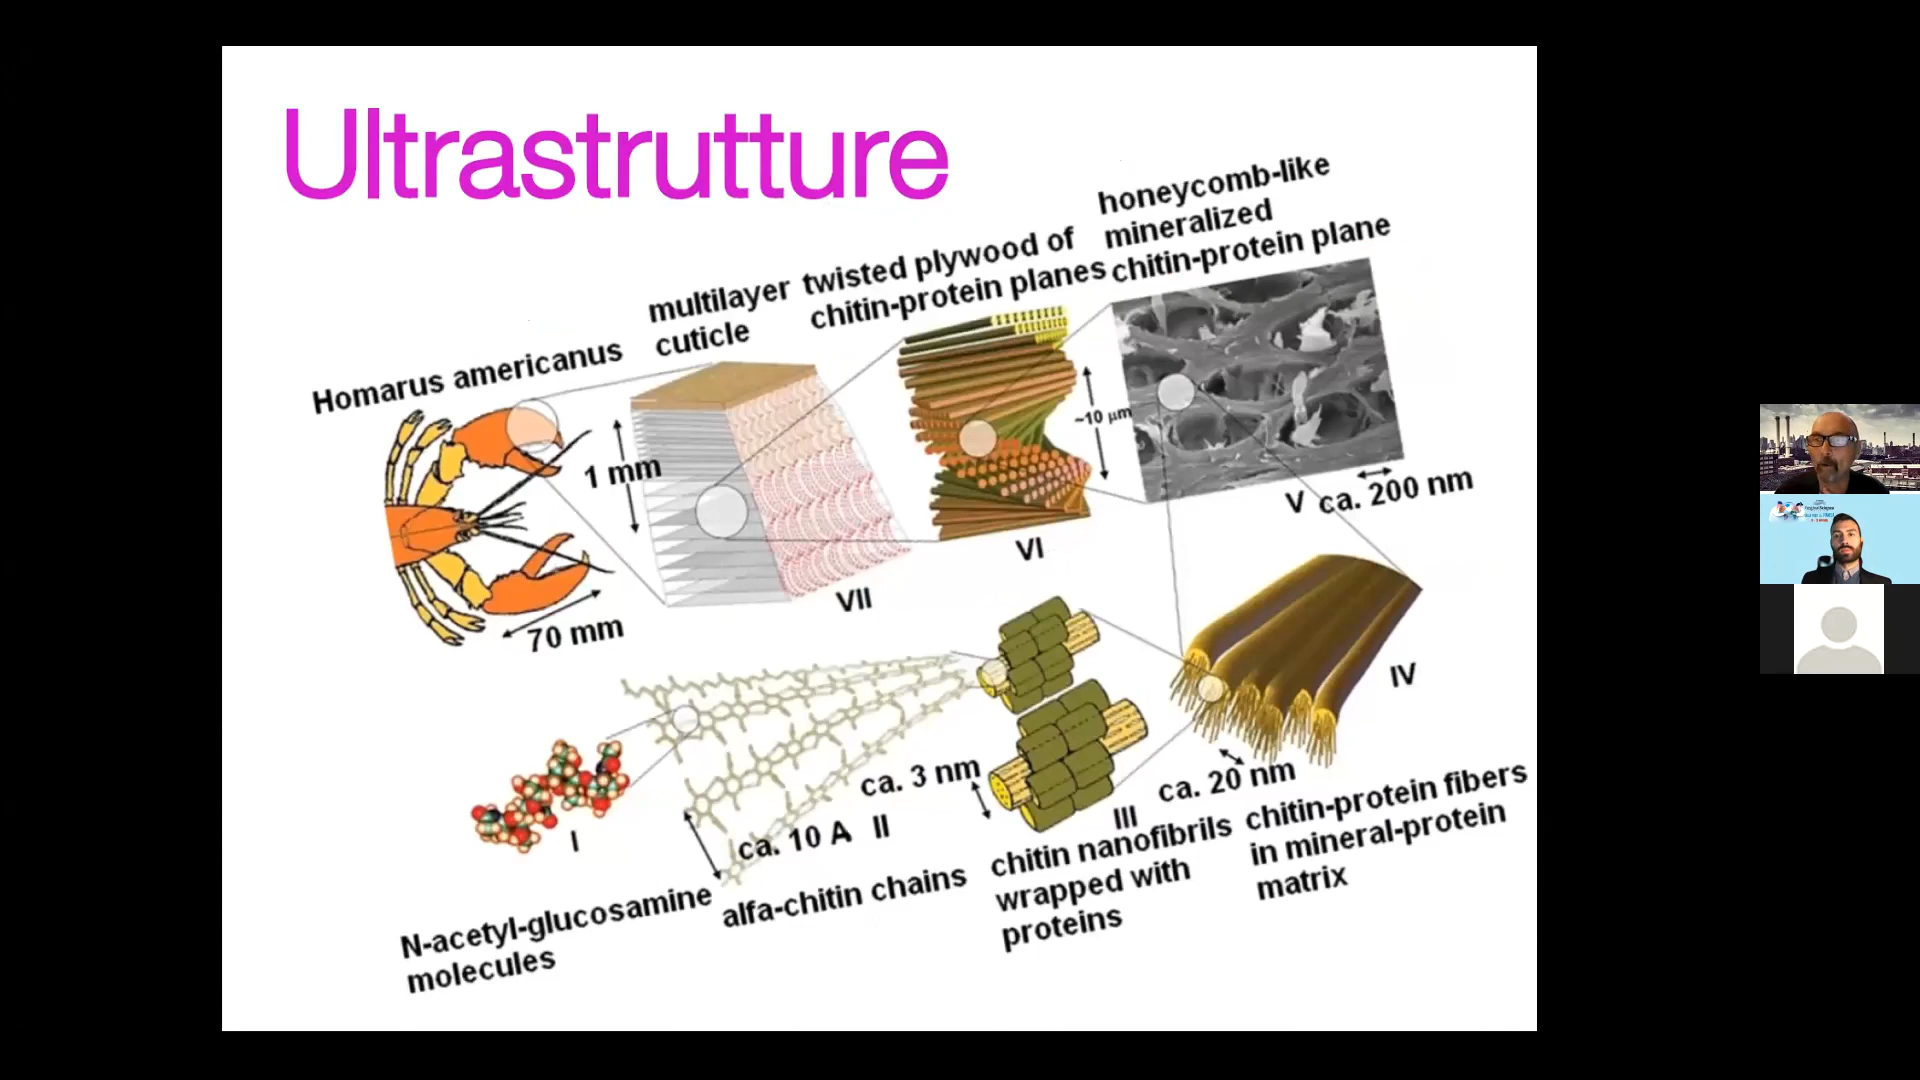 Ultrastrutture
honeycomb-like
mineralized
chitin-protein plane
twisted plywood of
chitin-protein planes
multilayer
cuticle
Homarus americanus
1 mm
~10 µm
V ca. 200 nm
VI
VII
70 mm
IV
ca. 3 nm
ca. 20 nm
III
ca. 10 A II
I
chitin-protein fibers
in mineral-protein
matrix
chitin nanofibrils
wrapped with
proteins
alfa-chitin chains
N-acetyl-glucosamine
molecules